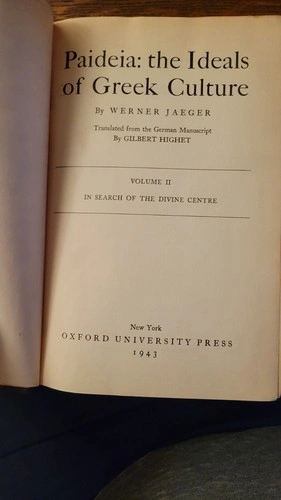 Paideia: the Ideals
of Greek Culture
By WERNER JAEGER
Translated from the German Manuscript
By GILBERT HIGHET
VOLUME II
IN SEARCH OF THE DIVINE CENTRE
New York
OXFORD UNIVERSITY PRESS
1943